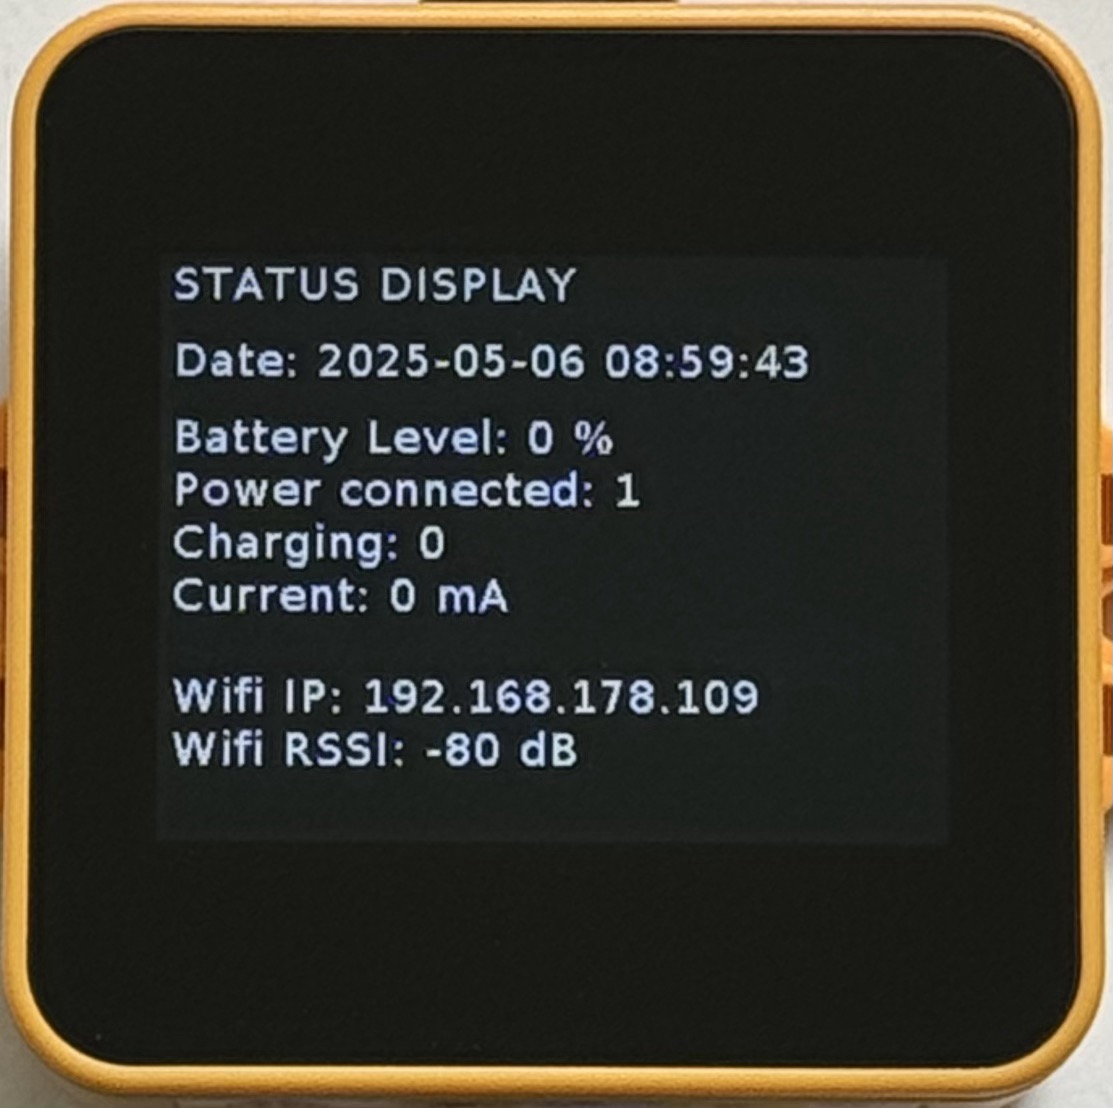 STATUS DISPLAY
Date: 2025-05-06 08:59:43
Battery Level: 0 %
Power connected: 1
Charging: 0
Current: 0 mA
Wifi IP: 192.168.178.109
Wifi RSSI: -80 dB